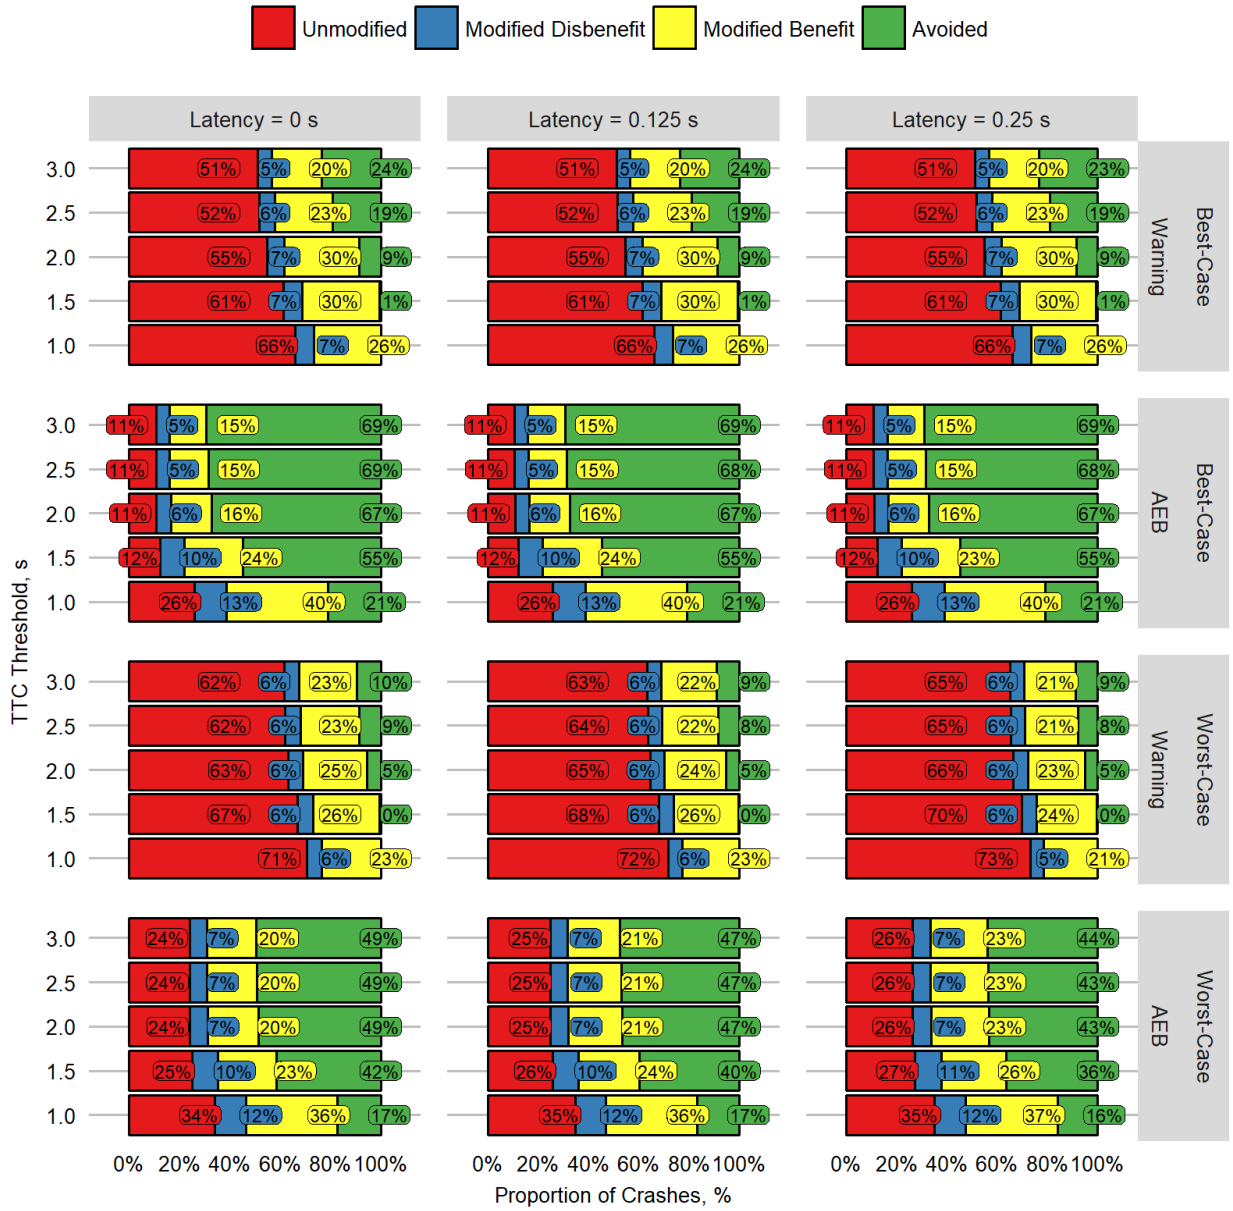 Unmodified Modified Disbenefit Modified Benefit Avoided
Latency = 0 s Latency = 0.125 s Latency = 0.25 s
3.0 51% 5% 20% 24% 51% 5% 20% 24% 51% 5% 20% 23%
2.5 52% 6% 23% 19% 52% 6% 23% 19% 52% 6% 23% 19%
2.0 55% 7% 30% 9% 55% 7% 30% 9% 55% 7% 30% 9%
1.5 61% 7% 30% 1% 61% 7% 30% 1% 61% 7% 30% 1%
1.0 66% 7% 26% 66% 7% 26% 66% 7% 26%
Best-Case
Warning
3.0 11% 5% 15% 69% 11% 5% 15% 69% 11% 5% 15% 69%
2.5 11% 5% 15% 69% 11% 5% 15% 68% 11% 5% 15% 68%
2.0 11% 6% 16% 67% 11% 6% 16% 67% 11% 6% 16% 67%
1.5 12% 10% 24% 55% 12% 10% 24% 55% 12% 10% 23% 55%
1.0 26% 13% 40% 21% 26% 13% 40% 21% 26% 13% 40% 21%
Best-Case
AEB
TTC Threshold, s
3.0 62% 6% 23% 10% 63% 6% 22% 9% 65% 6% 21% 9%
2.5 62% 6% 23% 9% 64% 6% 22% 8% 65% 6% 21% 8%
2.0 63% 6% 25% 5% 65% 6% 24% 5% 66% 6% 23% 5%
1.5 67% 6% 26% 0% 68% 6% 26% 0% 70% 6% 24% 0%
1.0 71% 6% 23% 72% 6% 23% 73% 5% 21%
Worst-Case
Warning
3.0 24% 7% 20% 49% 25% 7% 21% 47% 26% 7% 23% 44%
2.5 24% 7% 20% 49% 25% 7% 21% 47% 26% 7% 23% 43%
2.0 24% 7% 20% 49% 25% 7% 21% 47% 26% 7% 23% 43%
1.5 25% 10% 23% 42% 26% 10% 24% 40% 27% 11% 26% 36%
1.0 34% 12% 36% 17% 35% 12% 36% 17% 35% 12% 37% 16%
Worst-Case
AEB
0% 20% 40% 60% 80% 100% 0% 20% 40% 60% 80% 100% 0% 20% 40% 60% 80% 100%
Proportion of Crashes, %